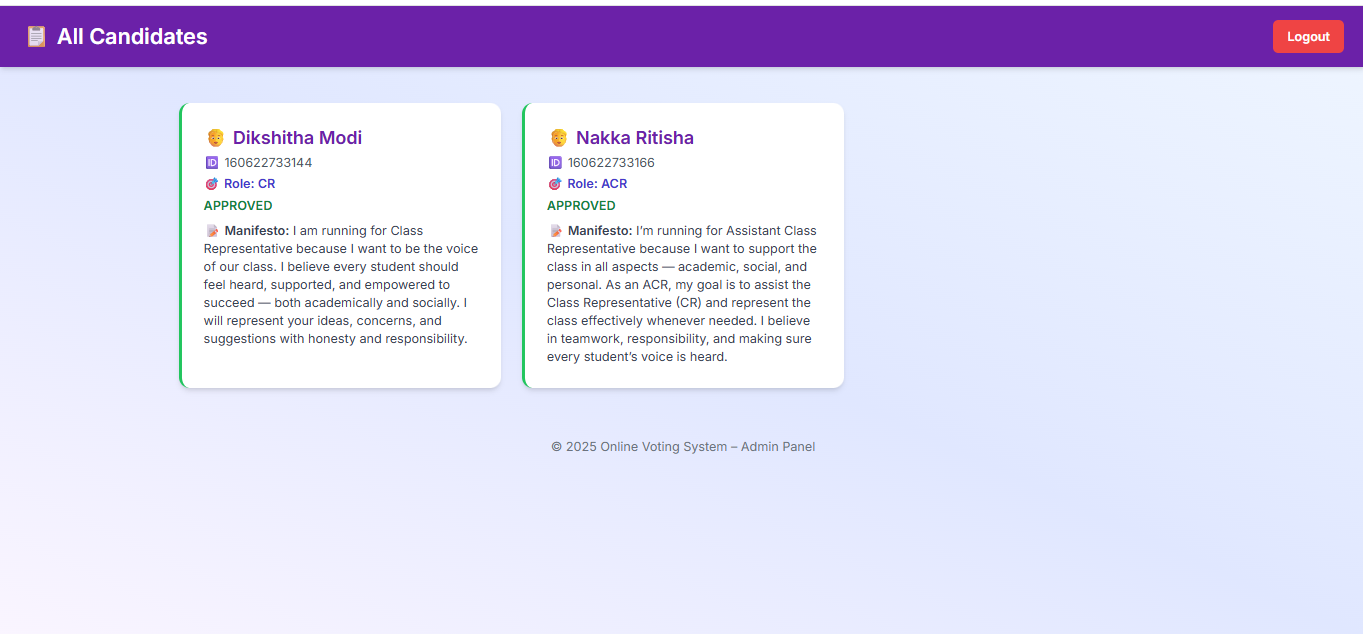 All Candidates
Logout
Dikshitha Modi
ID 160622733144
Role: CR
APPROVED
Manifesto: I am running for Class
Representative because I want to be the voice
of our class. I believe every student should
feel heard, supported, and empowered to
succeed — both academically and socially. I
will represent your ideas, concerns, and
suggestions with honesty and responsibility.
Nakka Ritisha
ID 160622733166
Role: ACR
APPROVED
Manifesto: I’m running for Assistant Class
Representative because I want to support the
class in all aspects — academic, social, and
personal. As an ACR, my goal is to assist the
Class Representative (CR) and represent the
class effectively whenever needed. I believe
in teamwork, responsibility, and making sure
every student’s voice is heard.
© 2025 Online Voting System – Admin Panel